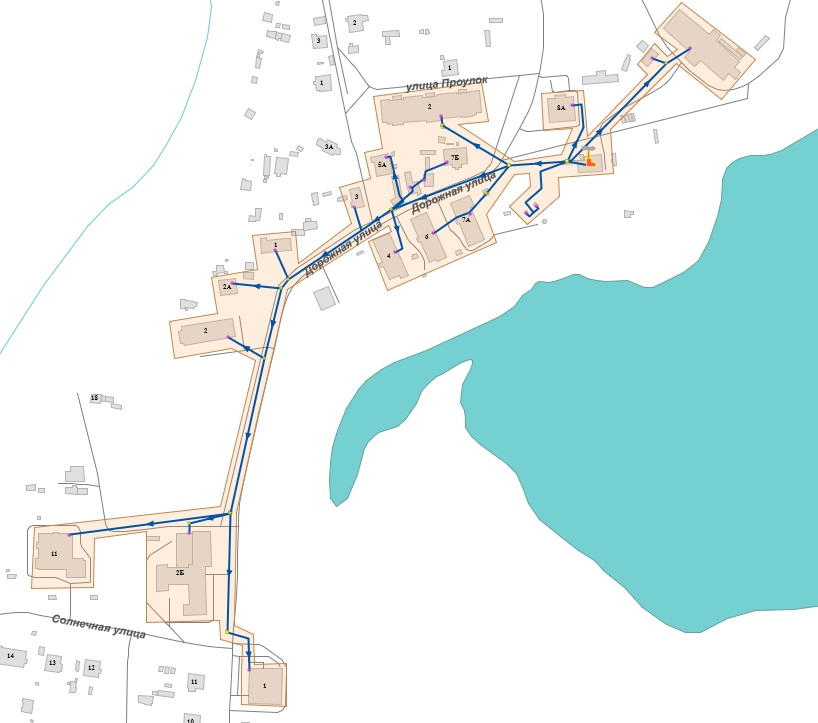 2
3
1
1
улица Проулок
2
8А
3А
5А
7Б
3
Дорожная улица
7А
6
4
1
Дорожная улица
2А
2
18
11
2Б
Солнечная улица
14
13
12
11
1
10